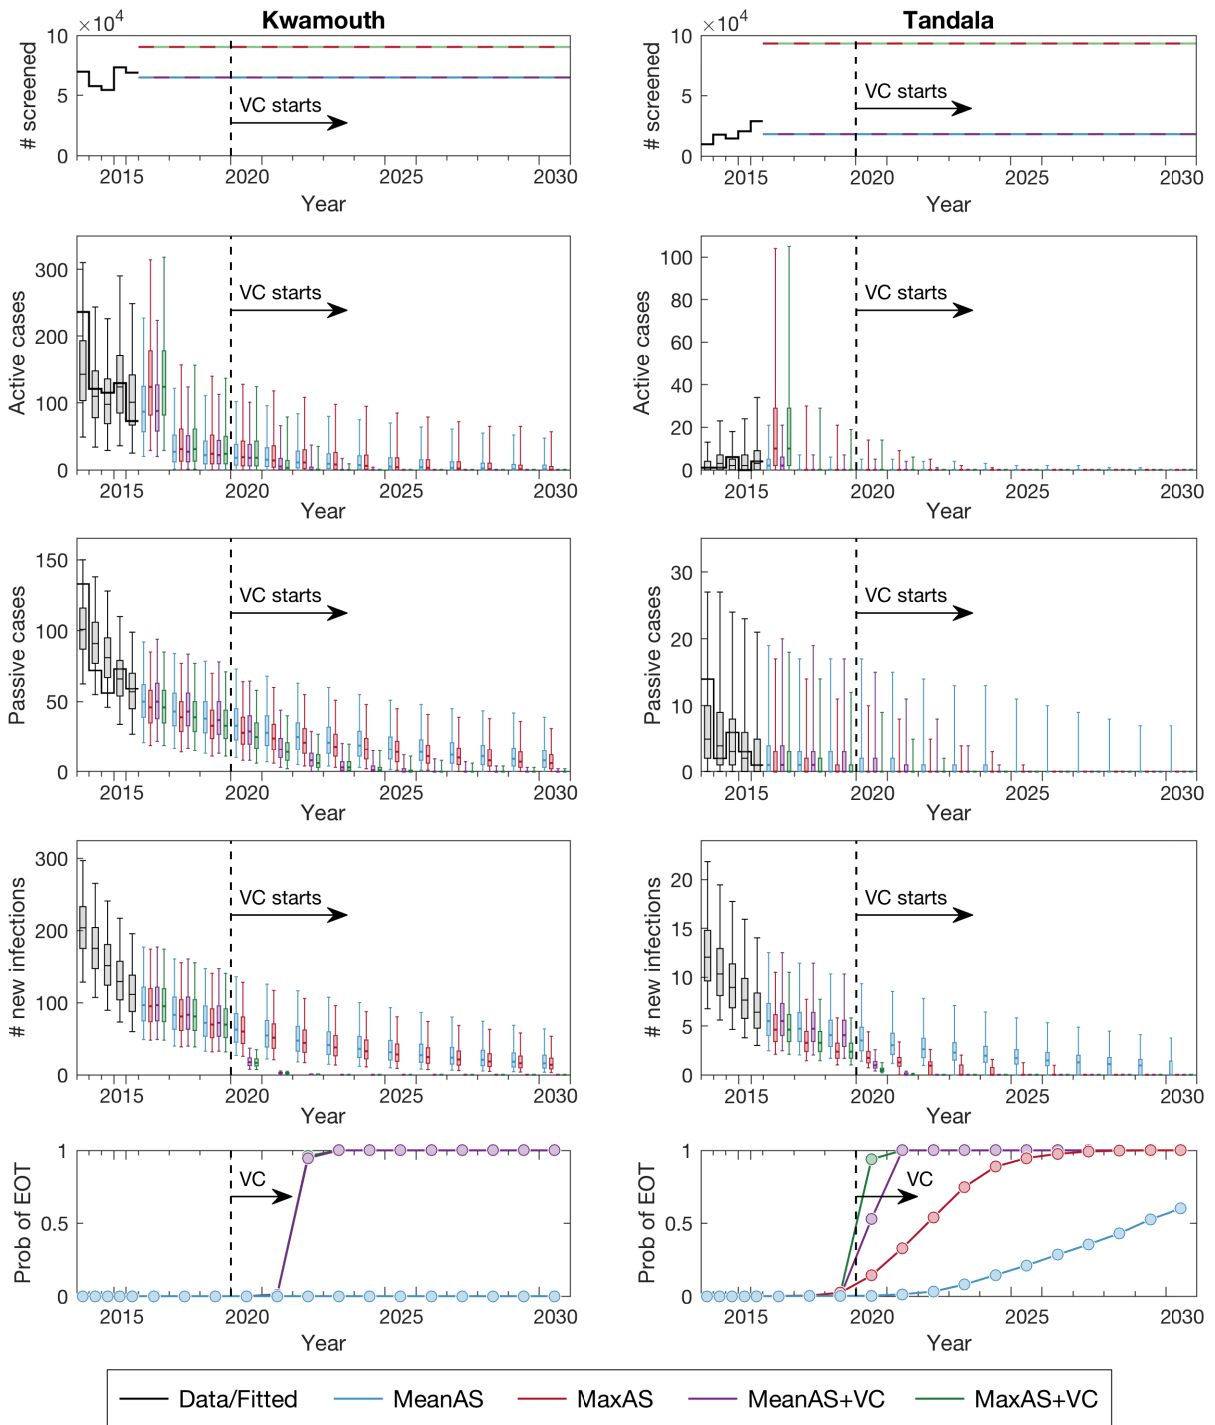 Kwamouth
×10⁴
# screened
10
5
0
VC starts
2015
2020
2025
2030
Year
Tandala
×10⁴
# screened
10
5
0
VC starts
2015
2020
2025
2030
Year
Active cases
300
200
100
0
VC starts
2015
2020
2025
2030
Year
Active cases
100
80
60
40
20
0
VC starts
2015
2020
2025
2030
Year
Passive cases
150
100
50
0
VC starts
2015
2020
2025
2030
Year
Passive cases
30
20
10
0
VC starts
2015
2020
2025
2030
Year
# new infections
300
200
100
0
VC starts
2015
2020
2025
2030
Year
# new infections
20
15
10
5
0
VC starts
2015
2020
2025
2030
Year
Prob of EOT
1
0.5
0
VC
2015
2020
2025
2030
Year
Prob of EOT
1
0.5
0
VC
2015
2020
2025
2030
Year
Data/Fitted
MeanAS
MaxAS
MeanAS+VC
MaxAS+VC